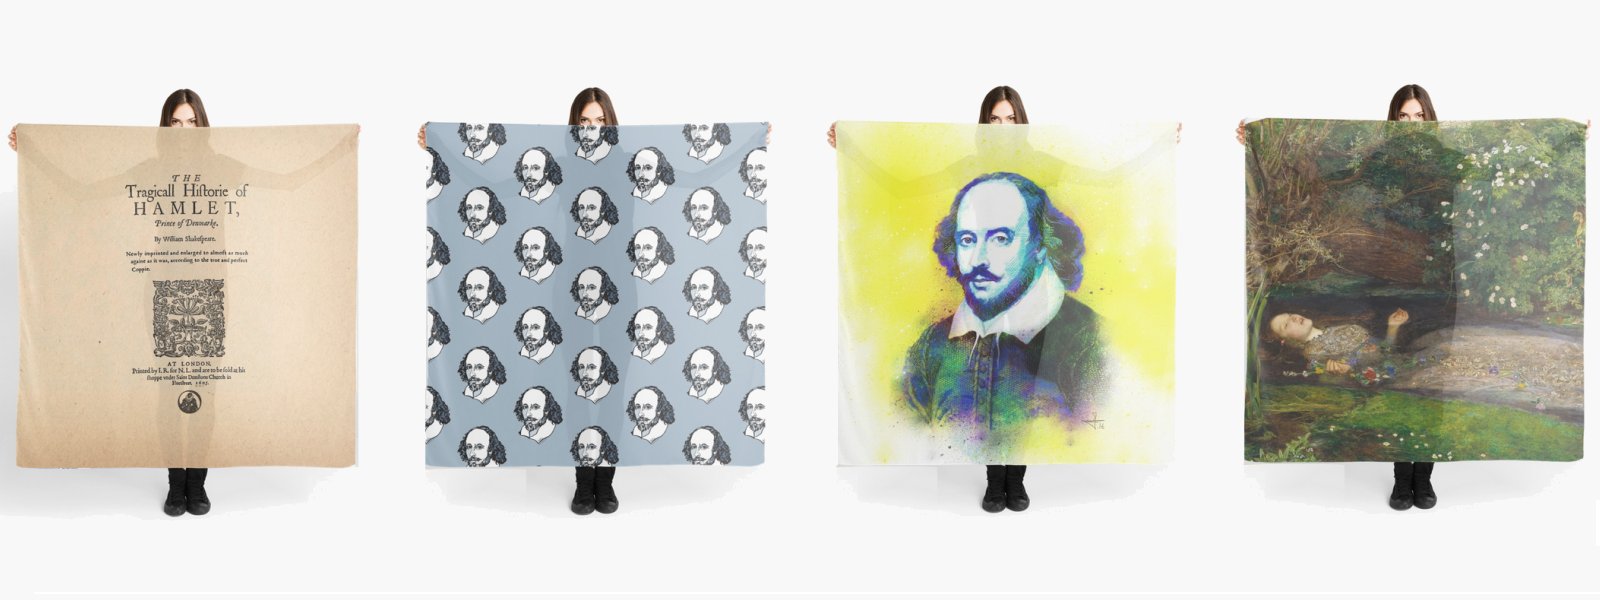 THE
Tragicall Hiſtorie of
HAMLET,
Prince of Denmarke.
By William Shakeſpeare.
Newly imprinted and enlarged to almoſt as much
againe as it was, according to the true and perfect
Coppie.
AT LONDON,
Printed by I. R. for N. L. and are to be ſold at his
ſhoppe vnder Saint Dunſtons Church in
Fleetſtreet. 1605.